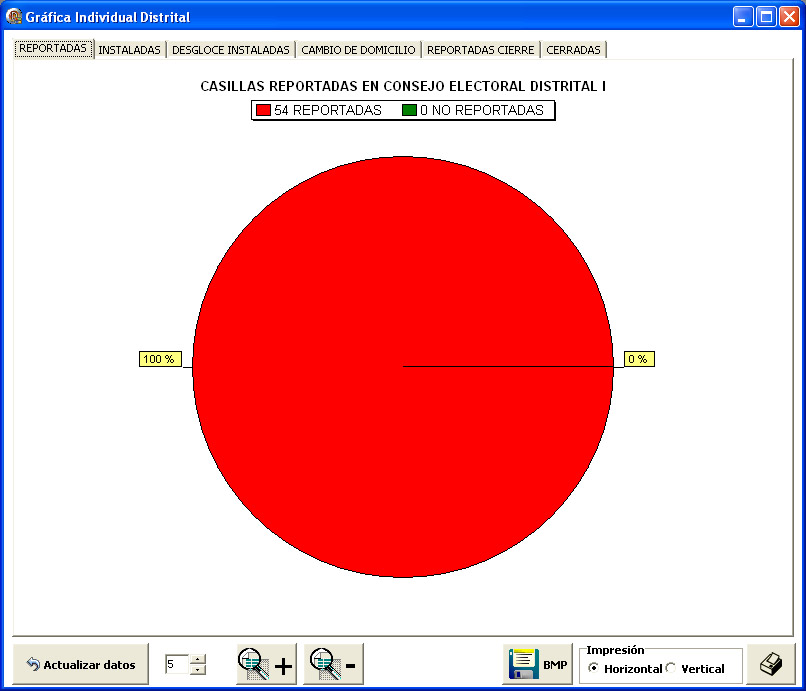 Gráfica Individual Distrital
REPORTADAS INSTALADAS DESGLOCE INSTALADAS CAMBIO DE DOMICILIO REPORTADAS CIERRE CERRADAS
CASILLAS REPORTADAS EN CONSEJO ELECTORAL DISTRITAL I
54 REPORTADAS 0 NO REPORTADAS
100 % 0 %
Impresión
Actualizar datos 5 + - BMP Horizontal Vertical